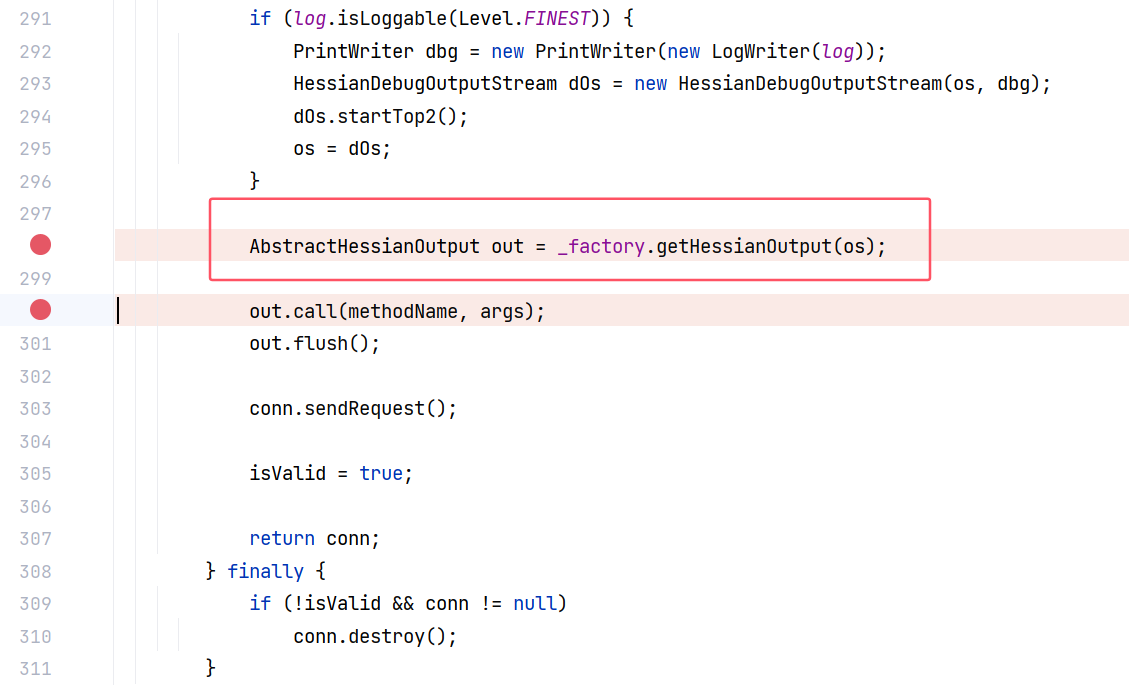 291 if (log.isLoggable(Level.FINEST)) {
292 PrintWriter dbg = new PrintWriter(new LogWriter(log));
293 HessianDebugOutputStream dOs = new HessianDebugOutputStream(os, dbg);
294 dOs.startTop2();
295 os = dOs;
296 }
297
AbstractHessianOutput out = _factory.getHessianOutput(os);
299
out.call(methodName, args);
301 out.flush();
302
303 conn.sendRequest();
304
305 isValid = true;
306
307 return conn;
308 } finally {
309 if (!isValid && conn != null)
310 conn.destroy();
311 }